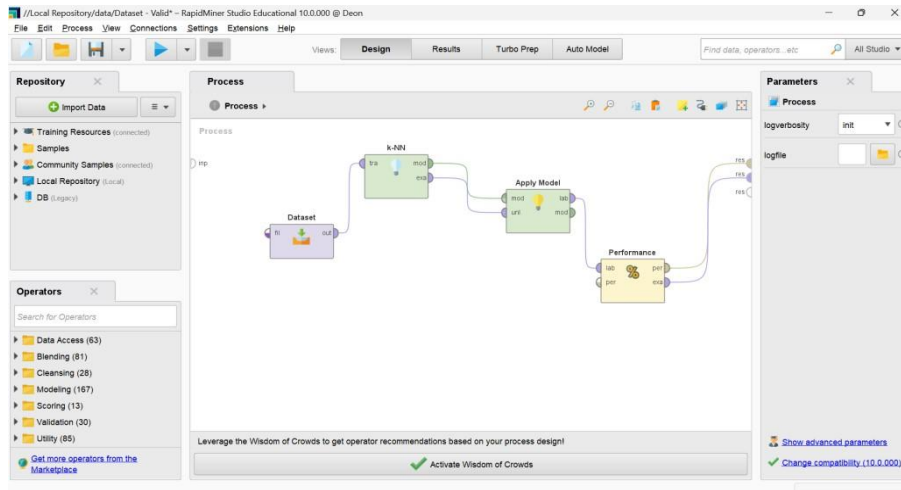 //Local Repository/data/Dataset - Valid* – RapidMiner Studio Educational 10.0.000 @ Deon
File Edit Process View Connections Settings Extensions Help
Views: Design Results Turbo Prep Auto Model Find data, operators...etc All Studio
Repository
Import Data
Training Resources (connected)
Samples
Community Samples (connected)
Local Repository (Local)
DB (Legacy)
Operators
Search for Operators
Data Access (63)
Blending (81)
Cleansing (28)
Modeling (167)
Scoring (13)
Validation (30)
Utility (85)
Get more operators from the
Marketplace
Process
Process
Process
inp
k-NN
tra mod
exa
Dataset
fil out
Apply Model
mod lab
unl mod
Performance
lab per
per exa
res
res
res
Leverage the Wisdom of Crowds to get operator recommendations based on your process design!
Activate Wisdom of Crowds
Parameters
Process
logverbosity init
logfile
Show advanced parameters
Change compatibility (10.0.000)